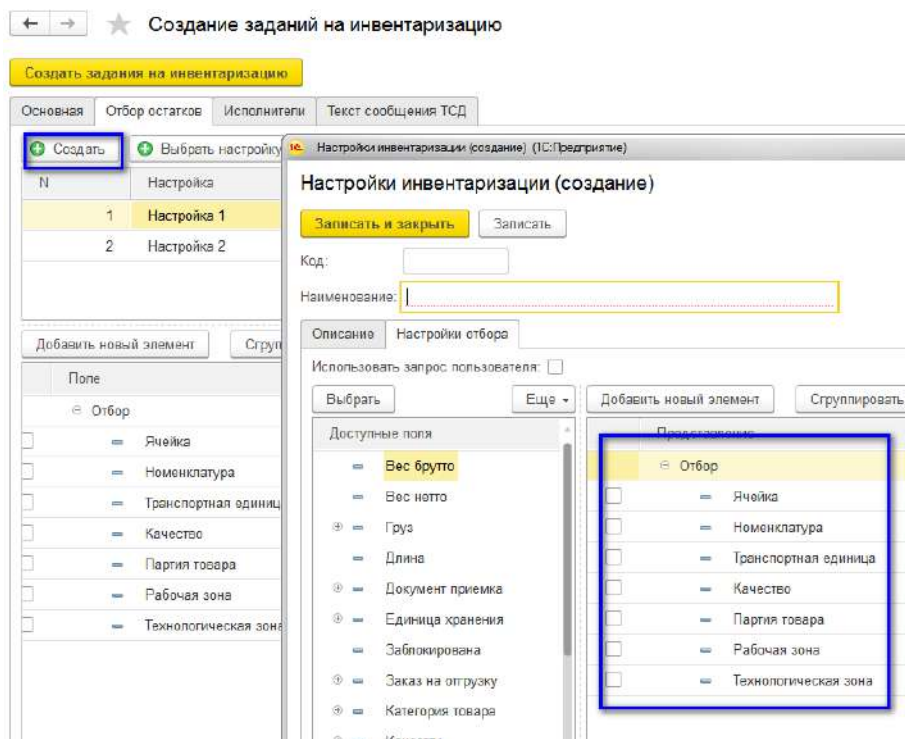 Создание заданий на инвентаризацию
Создать задания на инвентаризацию
Основная Отбор остатков Исполнители Текст сообщения ТСД
Создать Выбрать настройку
N Настройка
1 Настройка 1
2 Настройка 2
Добавить новый элемент
Поле
Отбор
Ячейка
Номенклатура
Транспортная единиц
Качество
Партия товара
Рабочая зона
Технологическая зона
Настройки инвентаризации (создание) (1С:Предприятие)
Настройки инвентаризации (создание)
Записать и закрыть Записать
Код:
Наименование:
Описание Настройки отбора
Использовать запрос пользователя:
Выбрать Еще
Доступные поля
Вес брутто
Вес нетто
Груз
Длина
Документ приемка
Единица хранения
Заблокирована
Заказ на отгрузку
Категория товара
Добавить новый элемент Сгруппировать
Представление
Отбор
Ячейка
Номенклатура
Транспортная единица
Качество
Партия товара
Рабочая зона
Технологическая зона